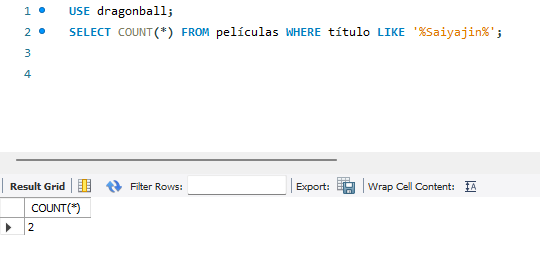 1 USE dragonball;
2 SELECT COUNT(*) FROM películas WHERE título LIKE '%Saiyajin%';
3
4
Result Grid Filter Rows: Export: Wrap Cell Content:
COUNT(*)
2